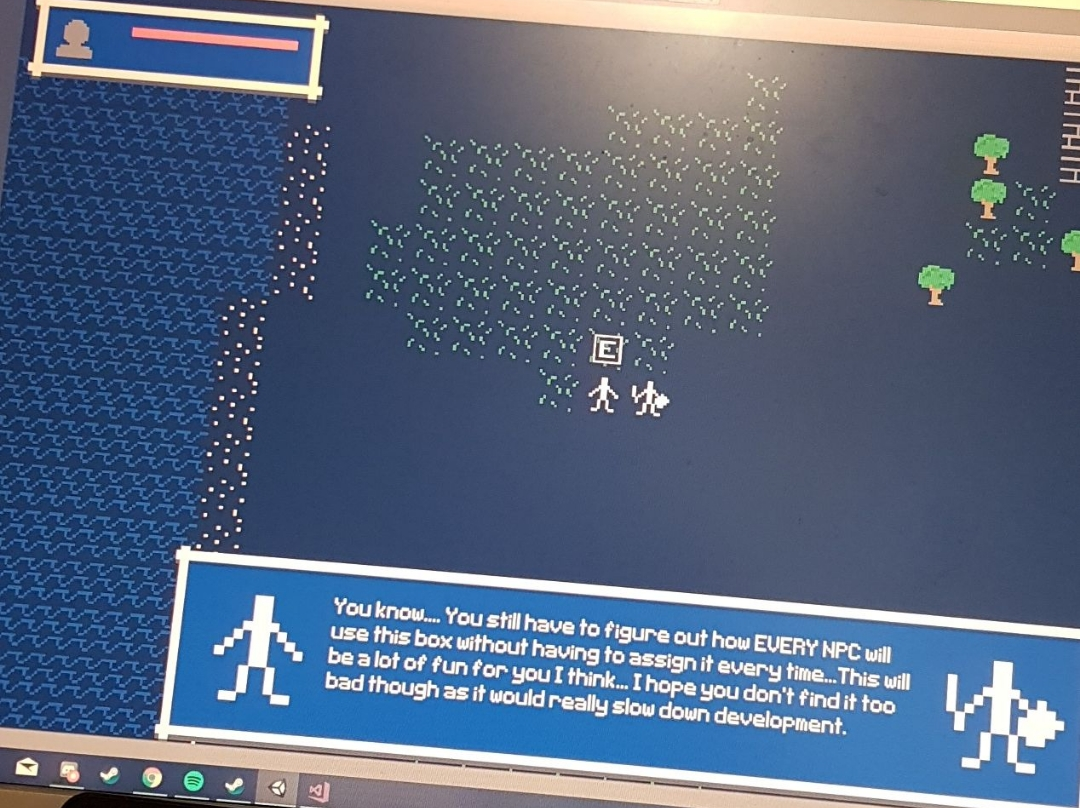 E
You know.... You still have to figure out how EVERY NPC will
use this box without having to assign it every time...This will
be a lot of fun for you I think... I hope you don't find it too
bad though as it would really slow down development.